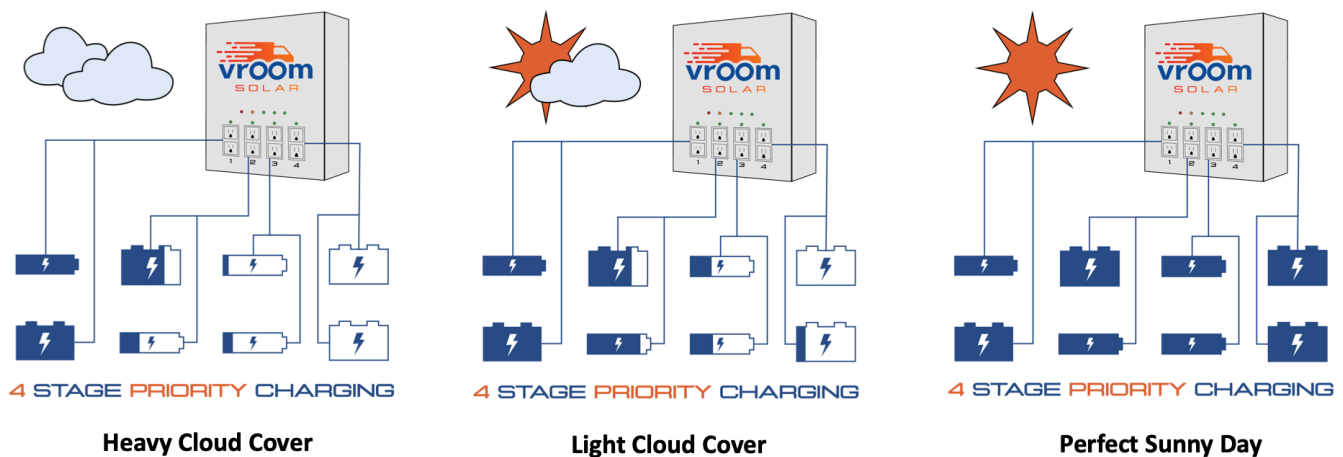 vroom
SOLAR
1 2 3 4
4 STAGE PRIORITY CHARGING
Heavy Cloud Cover
vroom
SOLAR
1 2 3 4
4 STAGE PRIORITY CHARGING
Light Cloud Cover
vroom
SOLAR
1 2 3 4
4 STAGE PRIORITY CHARGING
Perfect Sunny Day